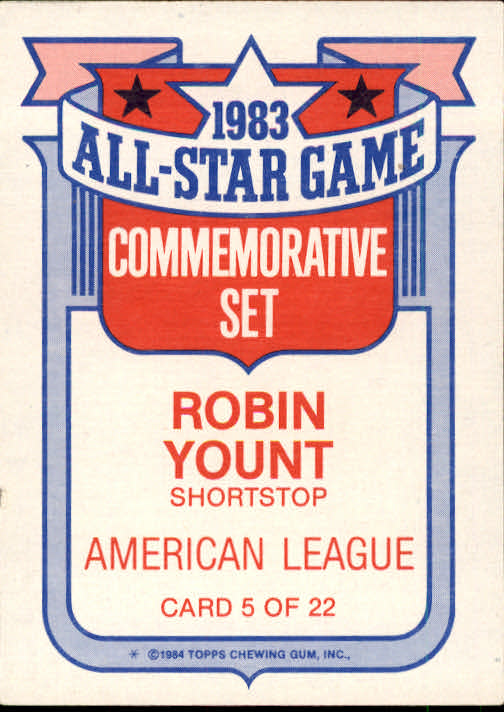 1983
ALL-STAR GAME
COMMEMORATIVE
SET
ROBIN
YOUNT
SHORTSTOP
AMERICAN LEAGUE
CARD 5 OF 22
* ©1984 TOPPS CHEWING GUM, INC.,